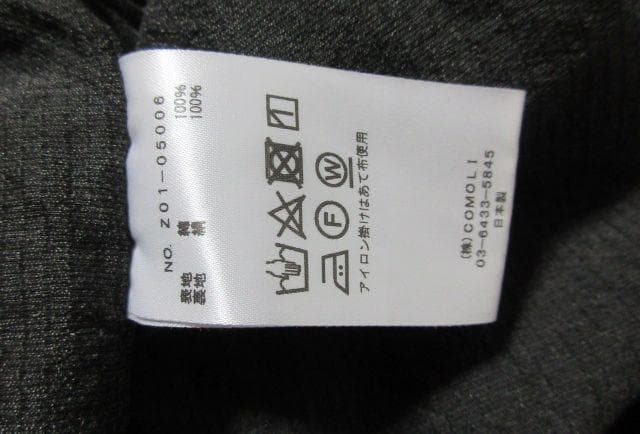 NO. Z01-05006
表地 綿 100%
裏地 絹 100%
F W
アイロン掛けはあて布使用
(株) COMOLI
03-6433-5845
日本製